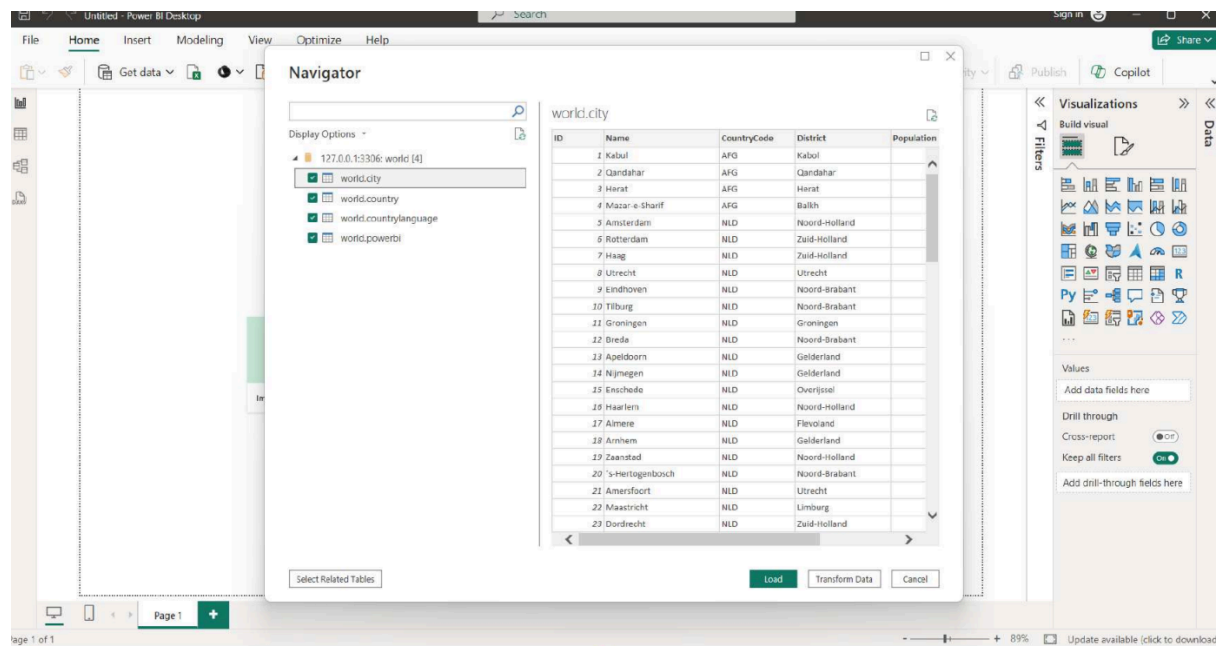 Untitled - Power BI Desktop
Search
Sign in
File Home Insert Modeling View Optimize Help
Share
Get data
Publish
Copilot
Navigator
Display Options
127.0.0.1:3306: world [4]
world.city
world.country
world.countrylanguage
world.powerbi
world.city
ID Name CountryCode District Population
1 Kabul AFG Kabol
2 Qandahar AFG Qandahar
3 Herat AFG Herat
4 Mazar-e-Sharif AFG Balkh
5 Amsterdam NLD Noord-Holland
6 Rotterdam NLD Zuid-Holland
7 Haag NLD Zuid-Holland
8 Utrecht NLD Utrecht
9 Eindhoven NLD Noord-Brabant
10 Tilburg NLD Noord-Brabant
11 Groningen NLD Groningen
12 Breda NLD Noord-Brabant
13 Apeldoorn NLD Gelderland
14 Nijmegen NLD Gelderland
15 Enschede NLD Overijssel
16 Haarlem NLD Noord-Holland
17 Almere NLD Flevoland
18 Arnhem NLD Gelderland
19 Zaanstad NLD Noord-Holland
20 's-Hertogenbosch NLD Noord-Brabant
21 Amersfoort NLD Utrecht
22 Maastricht NLD Limburg
23 Dordrecht NLD Zuid-Holland
Select Related Tables
Load
Transform Data
Cancel
Filters
Visualizations
Build visual
123
R
Py
...
Values
Add data fields here
Drill through
Cross-report
Off
Keep all filters
On
Add drill-through fields here
Data
Page 1
Page 1 of 1
89%
Update available (click to download